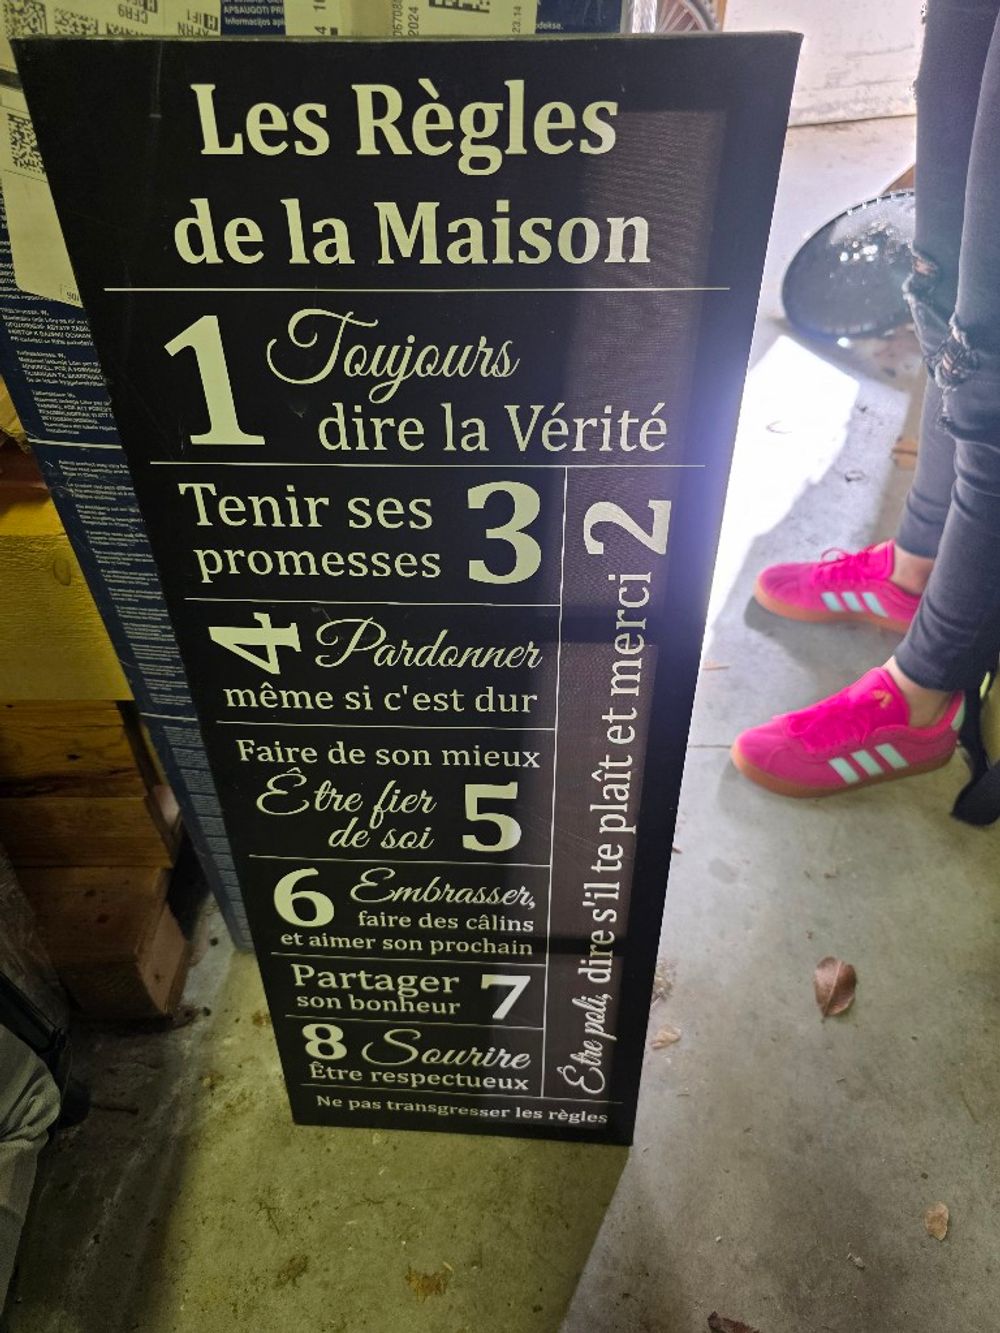 Les Règles
de la Maison
1 Toujours
dire la Vérité
Être poli, dire s'il te plaît et merci 2
Tenir ses
promesses 3
4 Pardonner
même si c'est dur
Faire de son mieux
Être fier
de soi 5
6 Embrasser,
faire des câlins
et aimer son prochain
Partager
son bonheur 7
8 Sourire
Être respectueux
Ne pas transgresser les règles